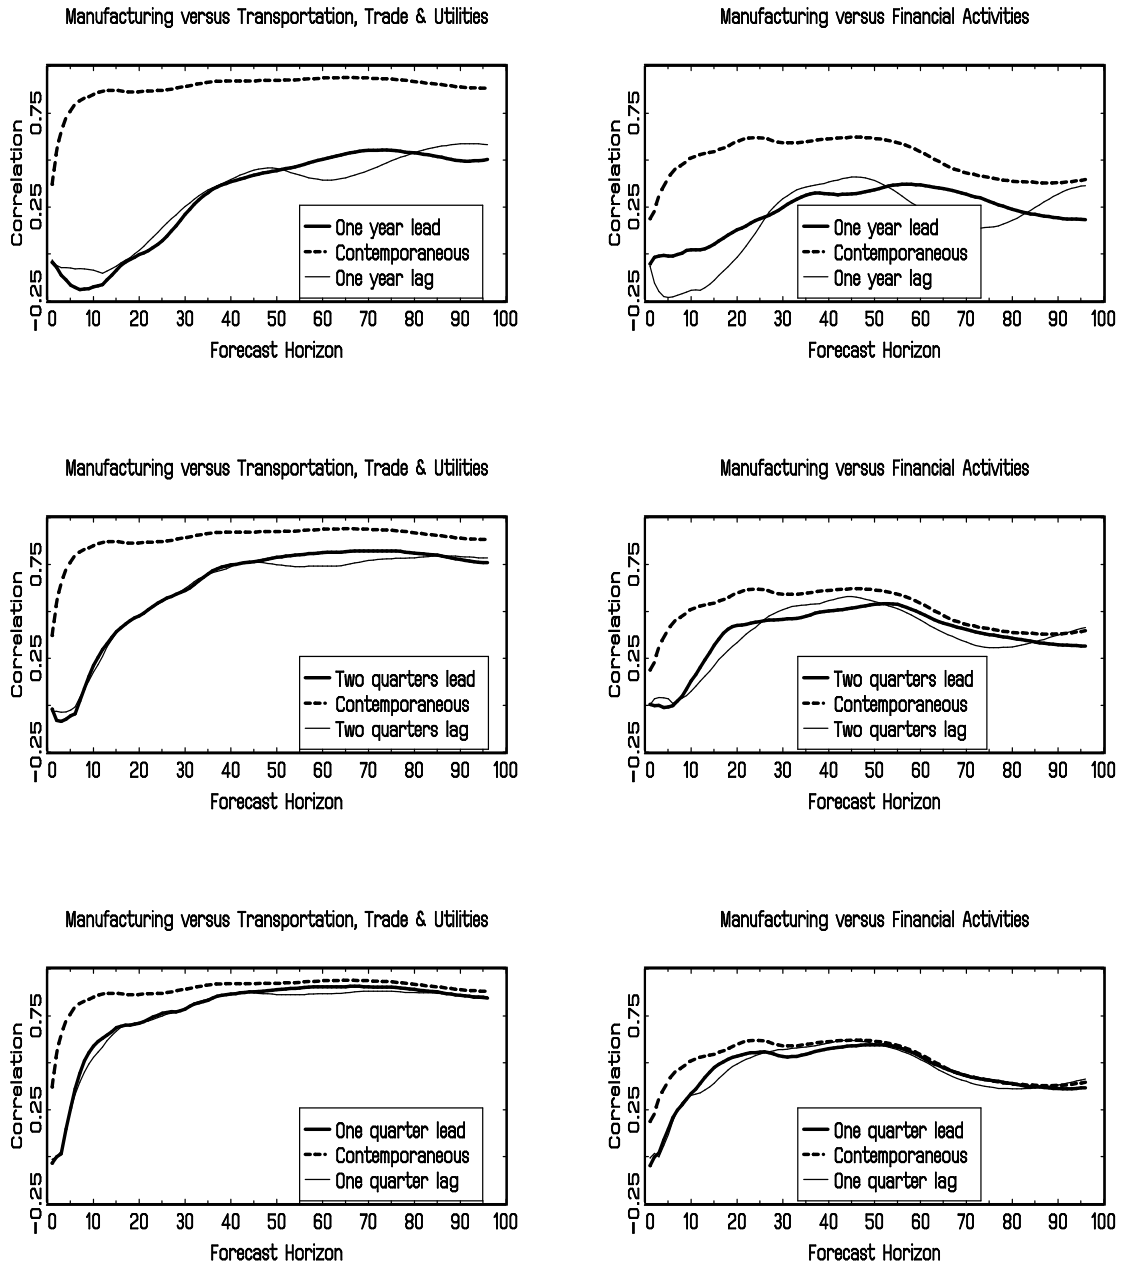 Manufacturing versus Transportation, Trade & Utilities
Correlation
-0.25 0.25 0.75
One year lead
Contemporaneous
One year lag
0 10 20 30 40 50 60 70 80 90 100
Forecast Horizon
Manufacturing versus Financial Activities
Correlation
-0.25 0.25 0.75
One year lead
Contemporaneous
One year lag
0 10 20 30 40 50 60 70 80 90 100
Forecast Horizon
Manufacturing versus Transportation, Trade & Utilities
Correlation
-0.25 0.25 0.75
Two quarters lead
Contemporaneous
Two quarters lag
0 10 20 30 40 50 60 70 80 90 100
Forecast Horizon
Manufacturing versus Financial Activities
Correlation
-0.25 0.25 0.75
Two quarters lead
Contemporaneous
Two quarters lag
0 10 20 30 40 50 60 70 80 90 100
Forecast Horizon
Manufacturing versus Transportation, Trade & Utilities
Correlation
-0.25 0.25 0.75
One quarter lead
Contemporaneous
One quarter lag
0 10 20 30 40 50 60 70 80 90 100
Forecast Horizon
Manufacturing versus Financial Activities
Correlation
-0.25 0.25 0.75
One quarter lead
Contemporaneous
One quarter lag
0 10 20 30 40 50 60 70 80 90 100
Forecast Horizon